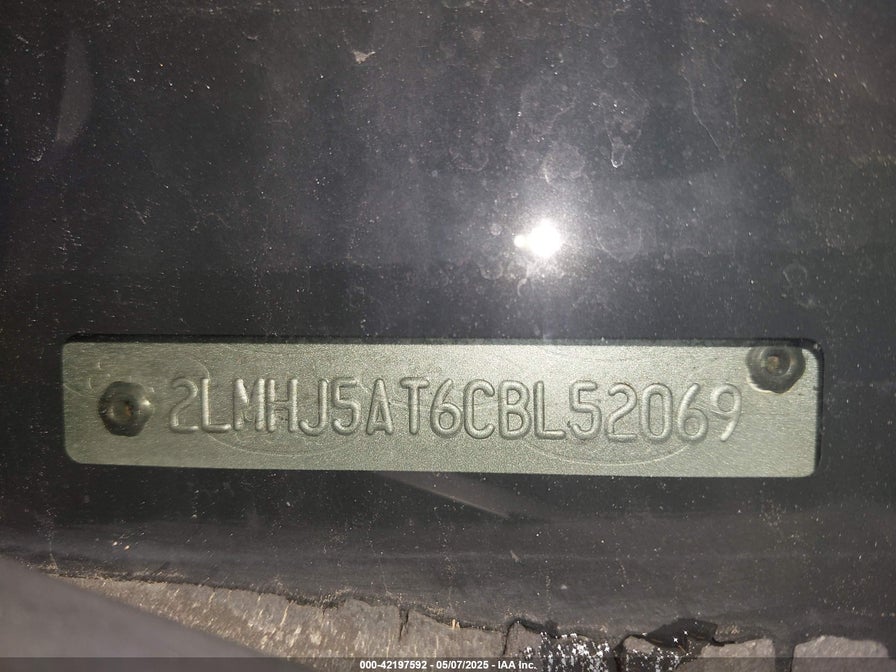 2LMHJ5AT6CBL52069
000-42197592 - 05/07/2025 - IAA Inc.